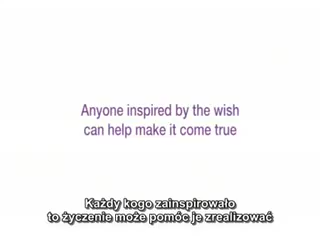 Anyone inspired by the wish
can help make it come true
Każdy kogo zainspirowało
to życzenie może pomóc je zrealizować